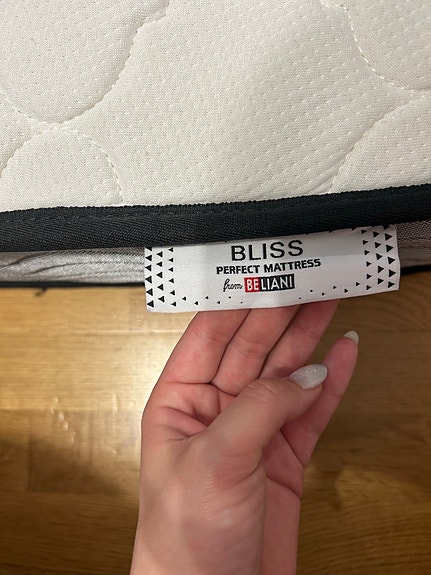 BLISS
PERFECT MATTRESS
from BELIANI